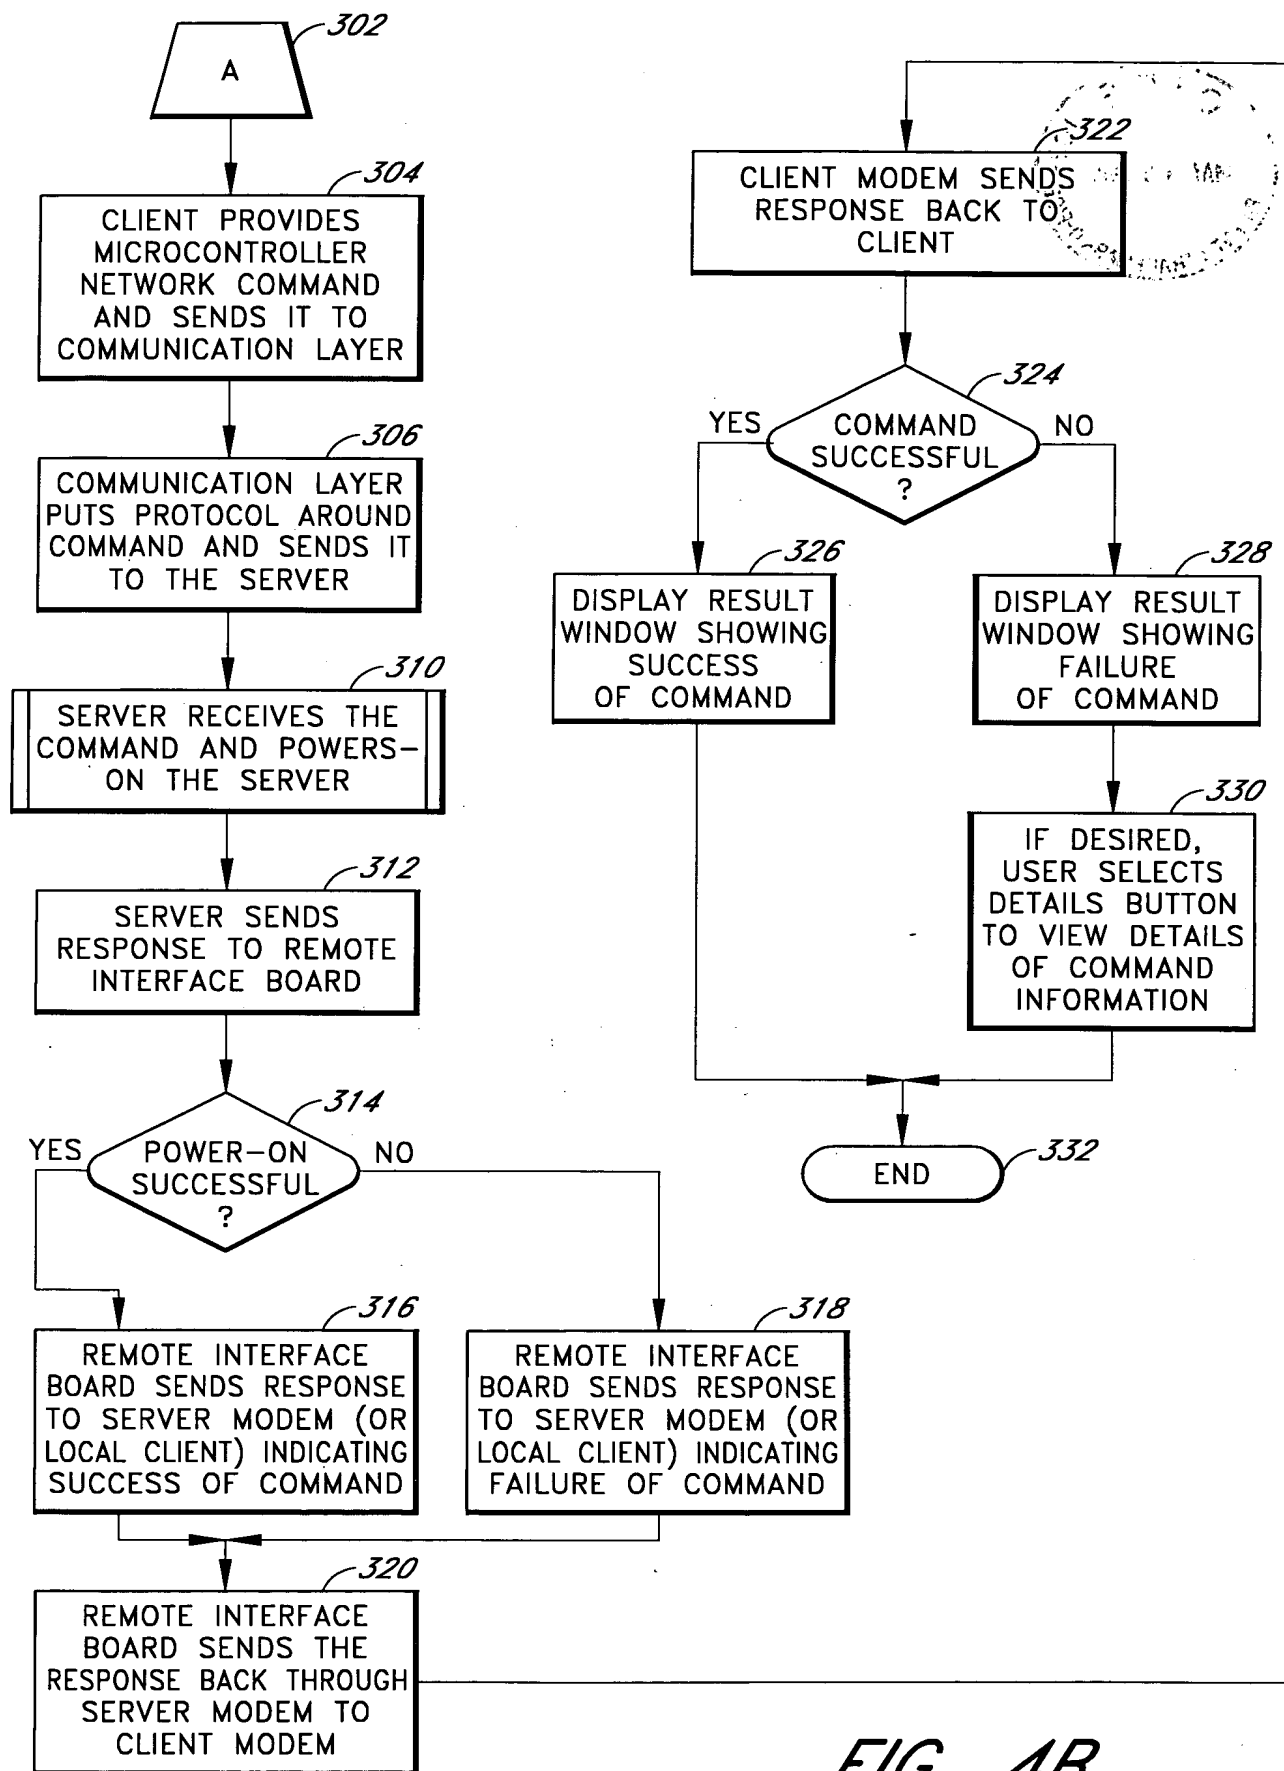 302
A
304
CLIENT PROVIDES
MICROCONTROLLER
NETWORK COMMAND
AND SENDS IT TO
COMMUNICATION LAYER
306
COMMUNICATION LAYER
PUTS PROTOCOL AROUND
COMMAND AND SENDS IT
TO THE SERVER
310
SERVER RECEIVES THE
COMMAND AND POWERS-
ON THE SERVER
312
SERVER SENDS
RESPONSE TO REMOTE
INTERFACE BOARD
314
YES
POWER-ON
SUCCESSFUL
?
NO
316
REMOTE INTERFACE
BOARD SENDS RESPONSE
TO SERVER MODEM (OR
LOCAL CLIENT) INDICATING
SUCCESS OF COMMAND
318
REMOTE INTERFACE
BOARD SENDS RESPONSE
TO SERVER MODEM (OR
LOCAL CLIENT) INDICATING
FAILURE OF COMMAND
320
REMOTE INTERFACE
BOARD SENDS THE
RESPONSE BACK THROUGH
SERVER MODEM TO
CLIENT MODEM
322
CLIENT MODEM SENDS
RESPONSE BACK TO
CLIENT
324
YES
COMMAND
SUCCESSFUL
?
NO
326
DISPLAY RESULT
WINDOW SHOWING
SUCCESS
OF COMMAND
328
DISPLAY RESULT
WINDOW SHOWING
FAILURE
OF COMMAND
330
IF DESIRED,
USER SELECTS
DETAILS BUTTON
TO VIEW DETAILS
OF COMMAND
INFORMATION
END
332
FIG. 4B